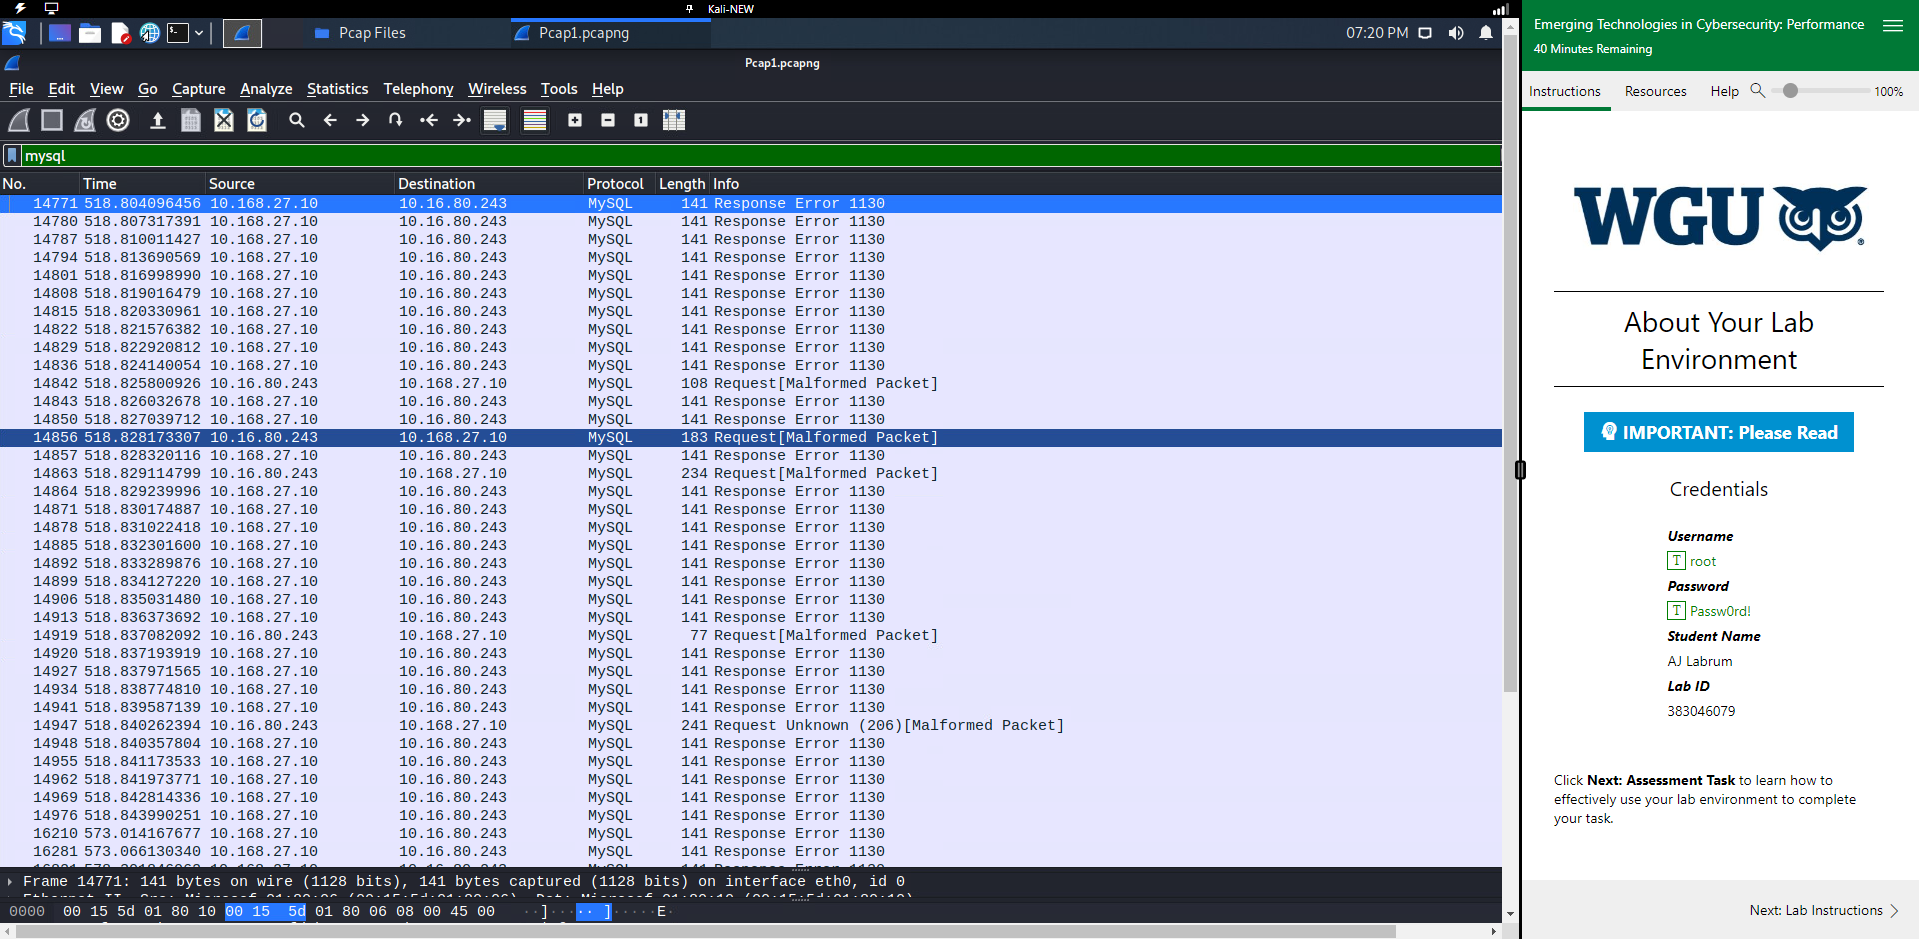 Kali-NEW
Pcap Files
Pcap1.pcapng
07:20 PM
Pcap1.pcapng
File Edit View Go Capture Analyze Statistics Telephony Wireless Tools Help
mysql
No. Time Source Destination Protocol Length Info
14771 518.804096456 10.168.27.10 10.16.80.243 MySQL 141 Response Error 1130
14780 518.807317391 10.168.27.10 10.16.80.243 MySQL 141 Response Error 1130
14787 518.810011427 10.168.27.10 10.16.80.243 MySQL 141 Response Error 1130
14794 518.813690569 10.168.27.10 10.16.80.243 MySQL 141 Response Error 1130
14801 518.816998990 10.168.27.10 10.16.80.243 MySQL 141 Response Error 1130
14808 518.819016479 10.168.27.10 10.16.80.243 MySQL 141 Response Error 1130
14815 518.820330961 10.168.27.10 10.16.80.243 MySQL 141 Response Error 1130
14822 518.821576382 10.168.27.10 10.16.80.243 MySQL 141 Response Error 1130
14829 518.822920812 10.168.27.10 10.16.80.243 MySQL 141 Response Error 1130
14836 518.824140054 10.168.27.10 10.16.80.243 MySQL 141 Response Error 1130
14842 518.825800926 10.16.80.243 10.168.27.10 MySQL 108 Request[Malformed Packet]
14843 518.826032678 10.168.27.10 10.16.80.243 MySQL 141 Response Error 1130
14850 518.827039712 10.168.27.10 10.16.80.243 MySQL 141 Response Error 1130
14856 518.828173307 10.16.80.243 10.168.27.10 MySQL 183 Request[Malformed Packet]
14857 518.828320116 10.168.27.10 10.16.80.243 MySQL 141 Response Error 1130
14863 518.829114799 10.16.80.243 10.168.27.10 MySQL 234 Request[Malformed Packet]
14864 518.829239996 10.168.27.10 10.16.80.243 MySQL 141 Response Error 1130
14871 518.830174887 10.168.27.10 10.16.80.243 MySQL 141 Response Error 1130
14878 518.831022418 10.168.27.10 10.16.80.243 MySQL 141 Response Error 1130
14885 518.832301600 10.168.27.10 10.16.80.243 MySQL 141 Response Error 1130
14892 518.833289876 10.168.27.10 10.16.80.243 MySQL 141 Response Error 1130
14899 518.834127220 10.168.27.10 10.16.80.243 MySQL 141 Response Error 1130
14906 518.835031480 10.168.27.10 10.16.80.243 MySQL 141 Response Error 1130
14913 518.836373692 10.168.27.10 10.16.80.243 MySQL 141 Response Error 1130
14919 518.837082092 10.16.80.243 10.168.27.10 MySQL 77 Request[Malformed Packet]
14920 518.837193919 10.168.27.10 10.16.80.243 MySQL 141 Response Error 1130
14927 518.837971565 10.168.27.10 10.16.80.243 MySQL 141 Response Error 1130
14934 518.838774810 10.168.27.10 10.16.80.243 MySQL 141 Response Error 1130
14941 518.839587139 10.168.27.10 10.16.80.243 MySQL 141 Response Error 1130
14947 518.840262394 10.16.80.243 10.168.27.10 MySQL 241 Request Unknown (206)[Malformed Packet]
14948 518.840357804 10.168.27.10 10.16.80.243 MySQL 141 Response Error 1130
14955 518.841173533 10.168.27.10 10.16.80.243 MySQL 141 Response Error 1130
14962 518.841973771 10.168.27.10 10.16.80.243 MySQL 141 Response Error 1130
14969 518.842814336 10.168.27.10 10.16.80.243 MySQL 141 Response Error 1130
14976 518.843990251 10.168.27.10 10.16.80.243 MySQL 141 Response Error 1130
16210 573.014167677 10.168.27.10 10.16.80.243 MySQL 141 Response Error 1130
16281 573.066130340 10.168.27.10 10.16.80.243 MySQL 141 Response Error 1130
Frame 14771: 141 bytes on wire (1128 bits), 141 bytes captured (1128 bits) on interface eth0, id 0
0000 00 15 5d 01 80 10 00 15 5d 01 80 06 08 00 45 00 ··]····· ]·····E·
Emerging Technologies in Cybersecurity: Performance
40 Minutes Remaining
Instructions Resources Help 100%
WGU
About Your Lab
Environment
IMPORTANT: Please Read
Credentials
Username
T root
Password
T Passw0rd!
Student Name
AJ Labrum
Lab ID
383046079
Click Next: Assessment Task to learn how to
effectively use your lab environment to complete
your task.
Next: Lab Instructions